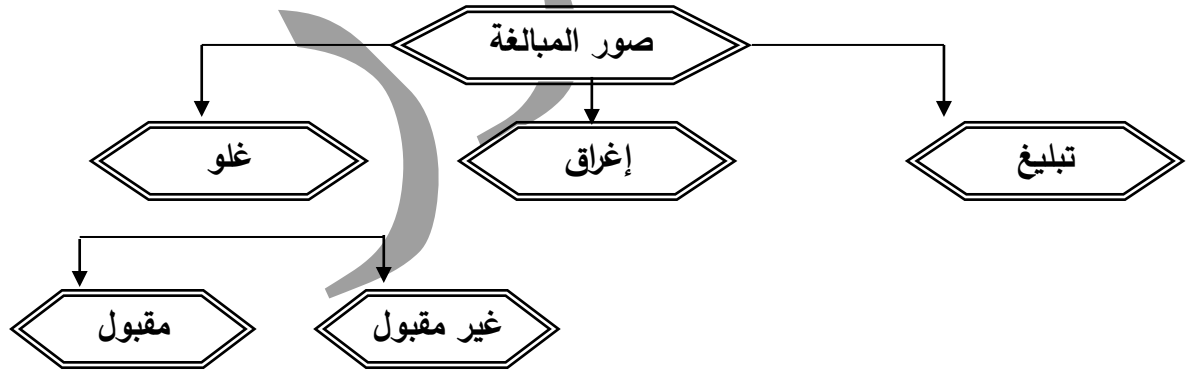 صور المبالغة
تبليغ
إغراق
غلو
غير مقبول
مقبول